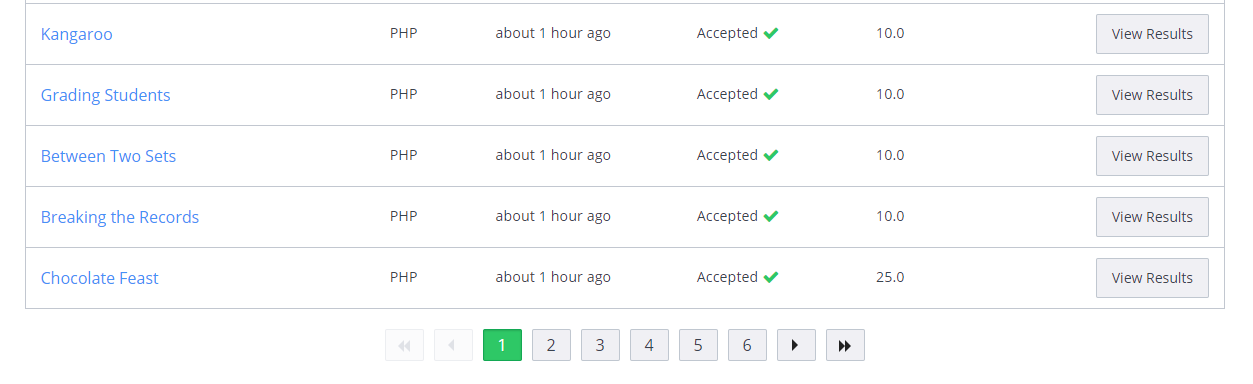 Kangaroo PHP about 1 hour ago Accepted 10.0 View Results
Grading Students PHP about 1 hour ago Accepted 10.0 View Results
Between Two Sets PHP about 1 hour ago Accepted 10.0 View Results
Breaking the Records PHP about 1 hour ago Accepted 10.0 View Results
Chocolate Feast PHP about 1 hour ago Accepted 25.0 View Results
1 2 3 4 5 6